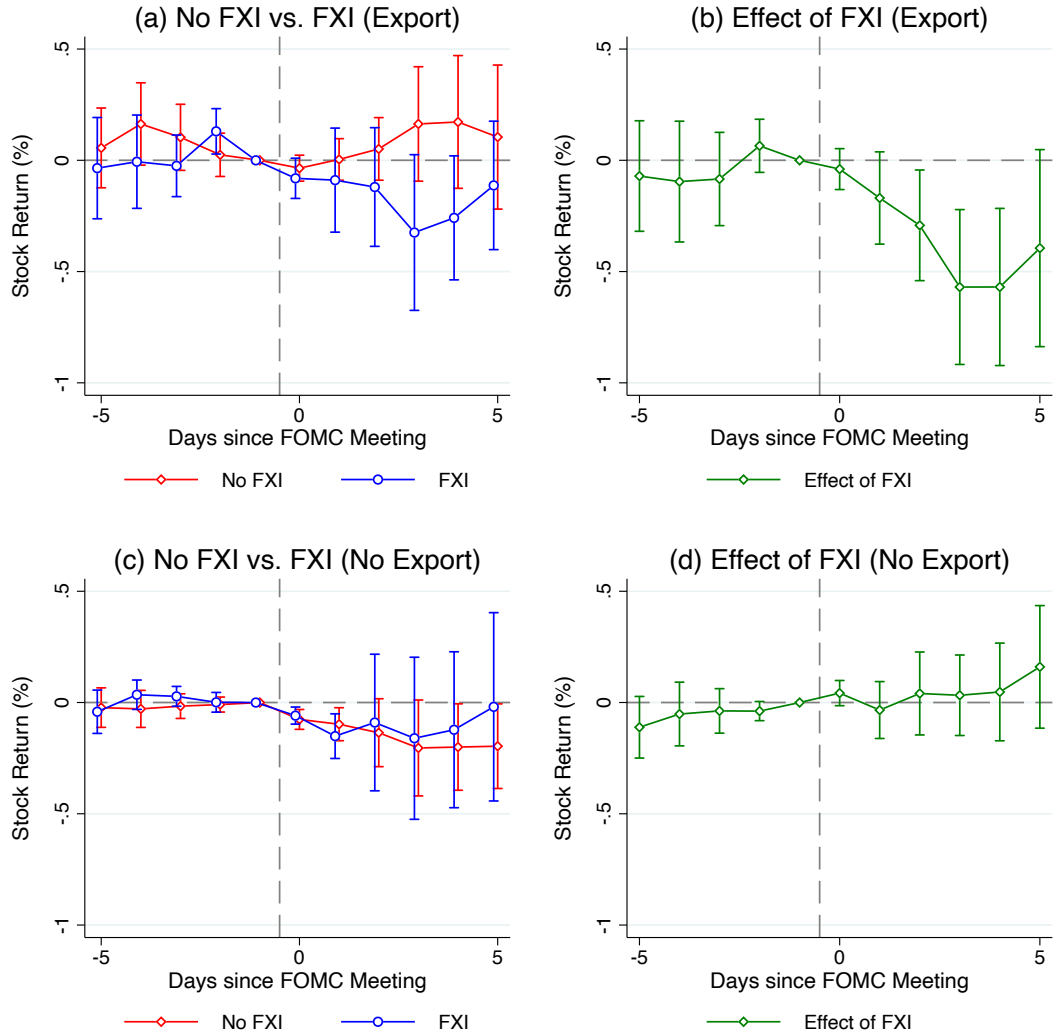 (a) No FXI vs. FXI (Export)
Stock Return (%)
.5
0
-.5
-1
-5
0
5
Days since FOMC Meeting
No FXI
FXI
(b) Effect of FXI (Export)
Stock Return (%)
.5
0
-.5
-1
-5
0
5
Days since FOMC Meeting
Effect of FXI
(c) No FXI vs. FXI (No Export)
Stock Return (%)
.5
0
-.5
-1
-5
0
5
Days since FOMC Meeting
No FXI
FXI
(d) Effect of FXI (No Export)
Stock Return (%)
.5
0
-.5
-1
-5
0
5
Days since FOMC Meeting
Effect of FXI